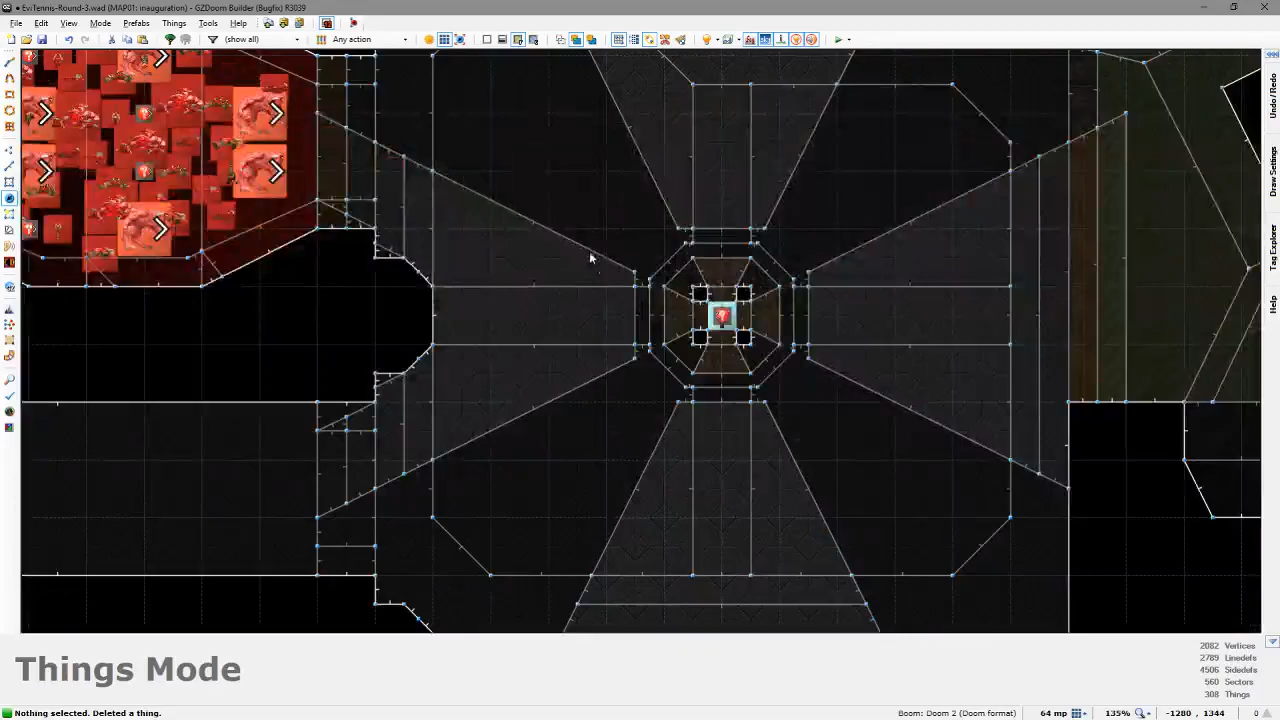 EviTennis-Round-3.wad (MAP01: inauguration) - GZDoom Builder (Bugfix) R3039
File Edit View Mode Prefabs Things Tools Help
(show all) Any action
Undo/Redo
Draw Settings
Tag Explorer
Help
Things Mode
2082 Vertices
2789 Linedefs
4506 Sidedefs
560 Sectors
308 Things
Nothing selected. Deleted a thing.
Boom: Doom 2 (Doom format) 64 mp 135% -1280 , 1344 0